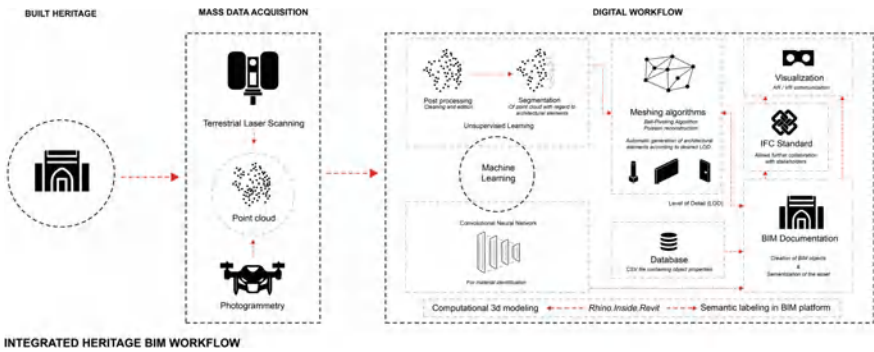 BUILT HERITAGE
MASS DATA ACQUISITION
DIGITAL WORKFLOW
Terrestrial Laser Scanning
Point cloud
Photogrammetry
Post processing
Cleaning and edition
Segmentation
Of point cloud with regard to
architectural elements
Unsupervised Learning
Machine
Learning
Convolutional Neural Network
For material identification
Meshing algorithms
Ball-Pivoting Algorithm
Poisson reconstruction
Automatic generation of architectural
elements according to desired LOD
Level of Detail (LOD)
Database
CSV file containing object properties
Visualization
AR / VR communication
IFC Standard
Allows further collaboration
with stakeholders
BIM Documentation
Creation of BIM objects
&
Semantization of the asset
Computational 3d modeling
Rhino.Inside.Revit
Semantic labeling in BIM platform
INTEGRATED HERITAGE BIM WORKFLOW